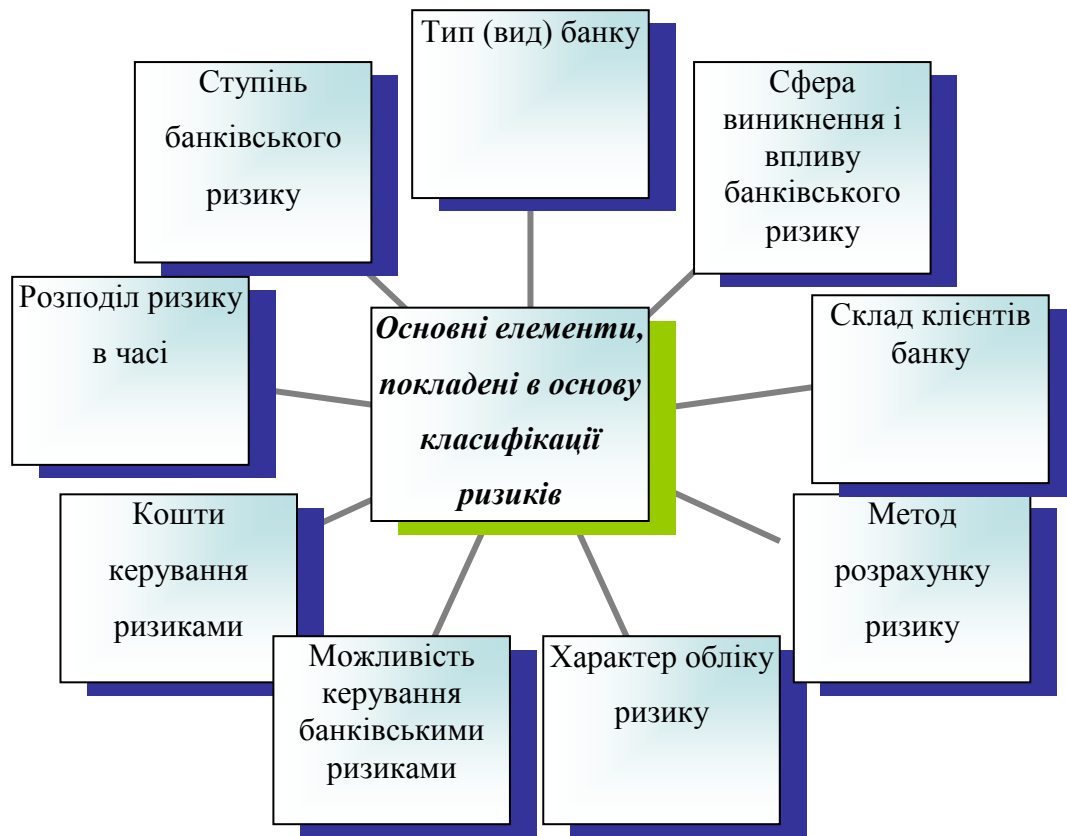 Тип (вид) банку
Ступінь
банківського
ризику
Сфера
виникнення і
впливу
банківського
ризику
Розподіл ризику
в часі
Основні елементи,
покладені в основу
класифікації
ризиків
Склад клієнтів
банку
Кошти
керування
ризиками
Метод
розрахунку
ризику
Можливість
керування
банківськими
ризиками
Характер обліку
ризику